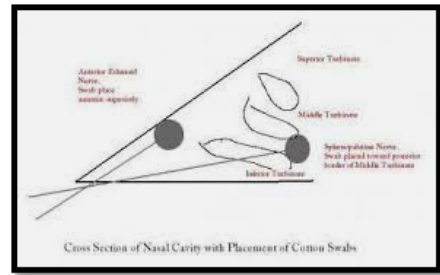 Superior Turbinate
Anterior Ethmoid
Nerve,
Swab place
anterior superiorly
Middle Turbinate
Sphenopalatine Nerve,
Swab placed toward posterior
border of Middle Turbinate
Inferior Turbinate
Cross Section of Nasal Cavity with Placement of Cotton Swabs